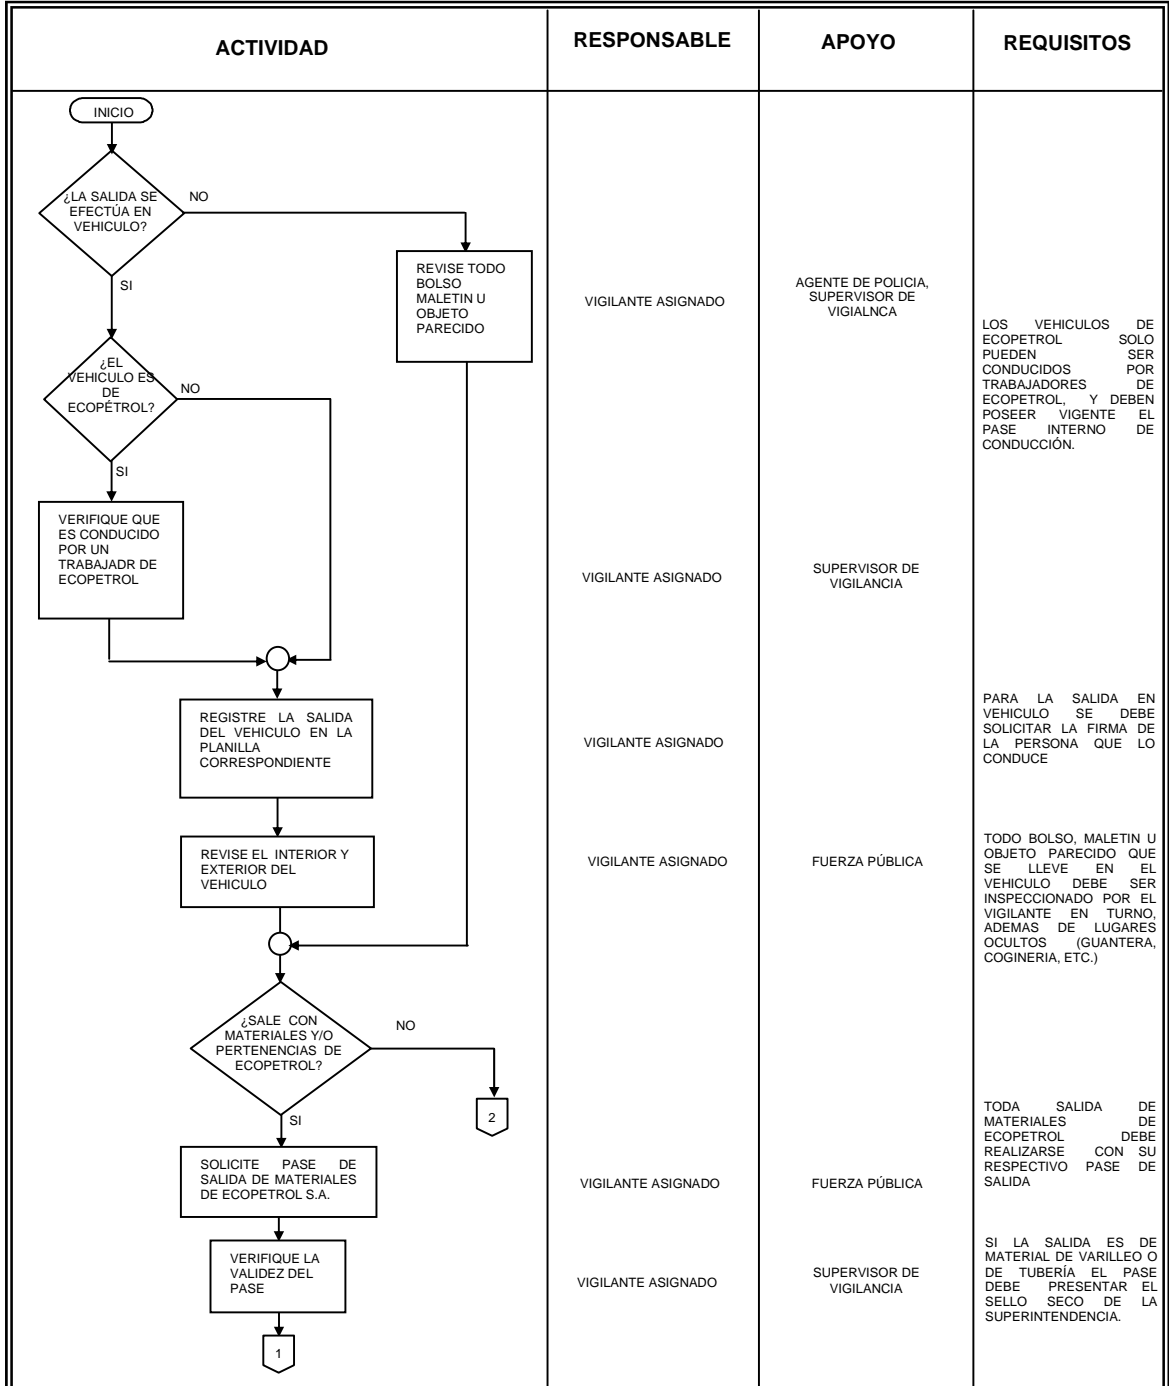 ACTIVIDAD
RESPONSABLE
APOYO
REQUISITOS
INICIO
¿LA SALIDA SE
EFECTÚA EN
VEHICULO?
NO
SI
REVISE TODO
BOLSO
MALETIN U
OBJETO
PARECIDO
VIGILANTE ASIGNADO
AGENTE DE POLICIA,
SUPERVISOR DE
VIGIALNCA
LOS VEHICULOS DE
ECOPETROL SOLO
PUEDEN SER
CONDUCIDOS POR
TRABAJADORES DE
ECOPETROL, Y DEBEN
POSEER VIGENTE EL
PASE INTERNO DE
CONDUCCIÓN.
¿EL
VEHICULO ES
DE
ECOPÉTROL?
NO
SI
VERIFIQUE QUE
ES CONDUCIDO
POR UN
TRABAJADR DE
ECOPETROL
VIGILANTE ASIGNADO
SUPERVISOR DE
VIGILANCIA
REGISTRE LA SALIDA
DEL VEHICULO EN LA
PLANILLA
CORRESPONDIENTE
VIGILANTE ASIGNADO
PARA LA SALIDA EN
VEHICULO SE DEBE
SOLICITAR LA FIRMA DE
LA PERSONA QUE LO
CONDUCE
REVISE EL INTERIOR Y
EXTERIOR DEL
VEHICULO
VIGILANTE ASIGNADO
FUERZA PÚBLICA
TODO BOLSO, MALETIN U
OBJETO PARECIDO QUE
SE LLEVE EN EL
VEHICULO DEBE SER
INSPECCIONADO POR EL
VIGILANTE EN TURNO,
ADEMAS DE LUGARES
OCULTOS (GUANTERA,
COGINERIA, ETC.)
¿SALE CON
MATERIALES Y/O
PERTENENCIAS DE
ECOPETROL?
NO
2
SI
SOLICITE PASE DE
SALIDA DE MATERIALES
DE ECOPETROL S.A.
VIGILANTE ASIGNADO
FUERZA PÚBLICA
TODA SALIDA DE
MATERIALES DE
ECOPETROL DEBE
REALIZARSE CON SU
RESPECTIVO PASE DE
SALIDA
VERIFIQUE LA
VALIDEZ DEL
PASE
VIGILANTE ASIGNADO
SUPERVISOR DE
VIGILANCIA
SI LA SALIDA ES DE
MATERIAL DE VARILLEO O
DE TUBERÍA EL PASE
DEBE PRESENTAR EL
SELLO SECO DE LA
SUPERINTENDENCIA.
1